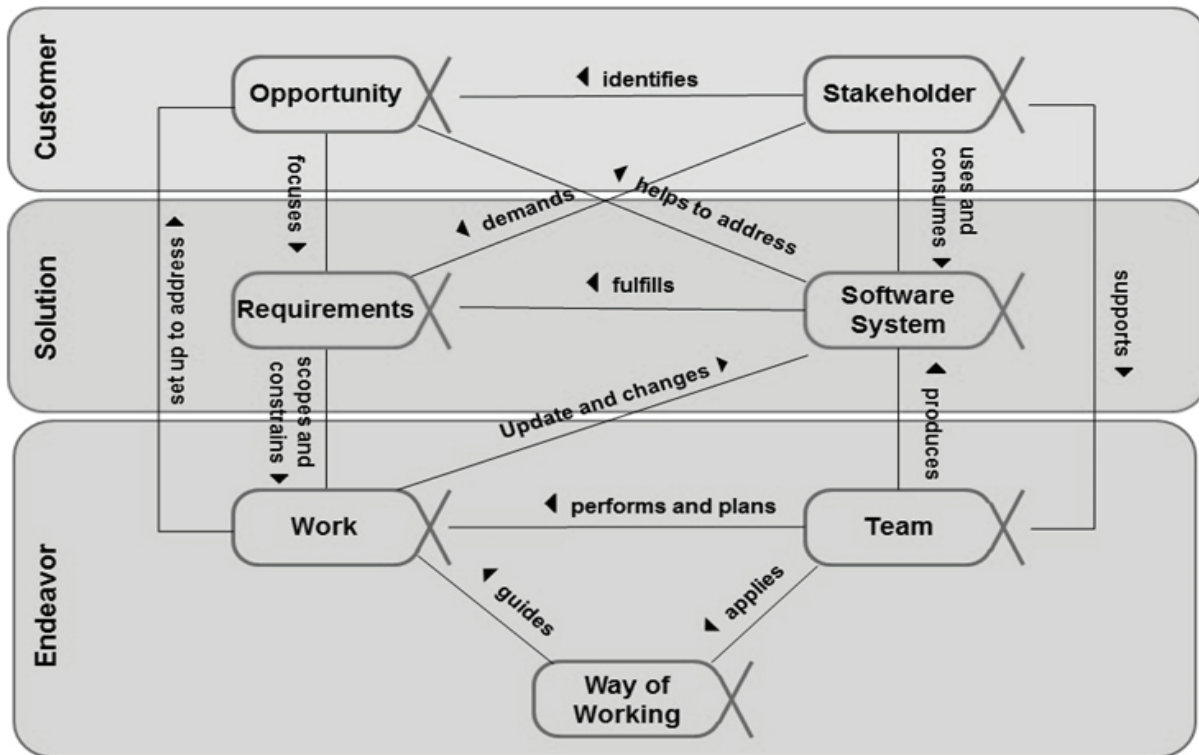 Customer
Opportunity
identifies
Stakeholder
focuses
uses and
consumes
demands
helps to address
Solution
set up to address
Requirements
fulfills
Software
System
supports
scopes and
constrains
Update and changes
produces
Endeavor
Work
performs and plans
Team
guides
applies
Way of
Working